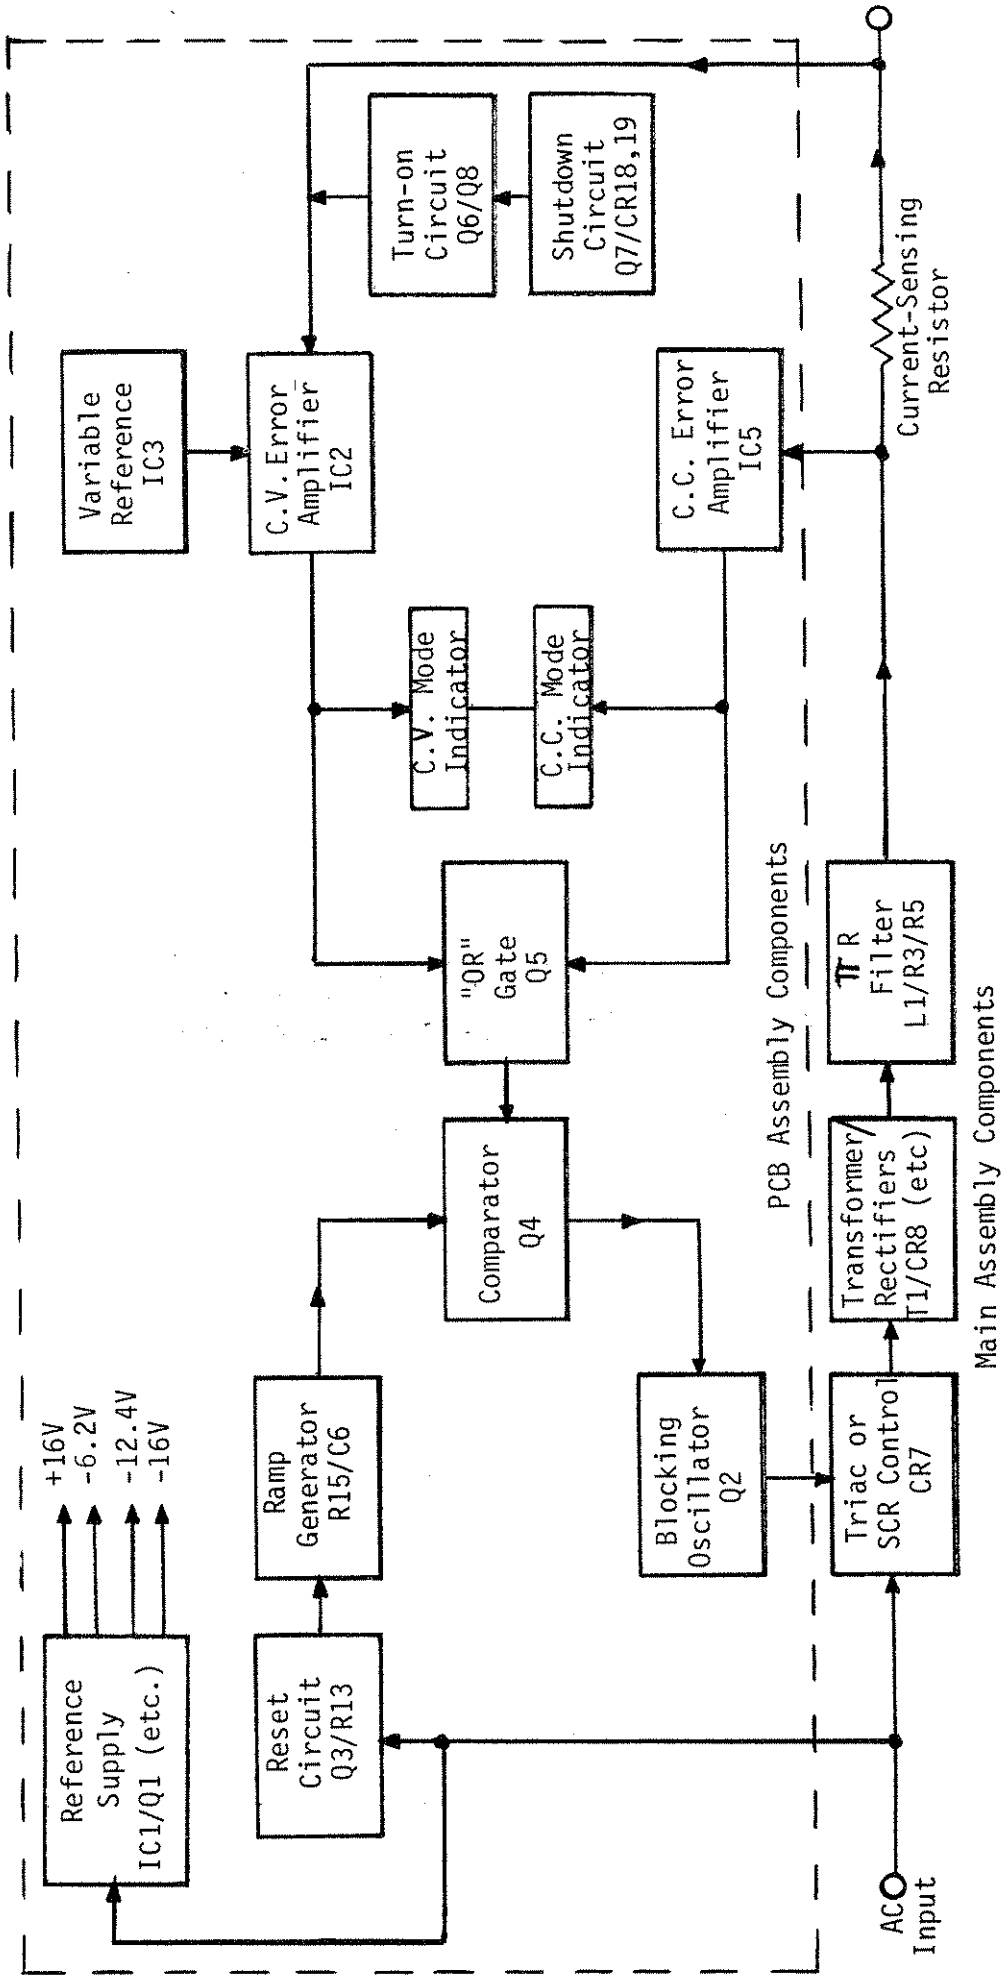 Reference
Supply
IC1/Q1 (etc.)
+16V
-6.2V
-12.4V
-16V
Variable
Reference
IC3
Reset
Circuit
Q3/R13
Ramp
Generator
R15/C6
C.V. Error
Amplifier
IC2
Turn-on
Circuit
Q6/Q8
Shutdown
Circuit
Q7/CR18,19
C.V. Mode
Indicator
C.C. Mode
Indicator
"OR"
Gate
Q5
Comparator
Q4
Blocking
Oscillator
Q2
C.C. Error
Amplifier
IC5
PCB Assembly Components
AC
Input
Triac or
SCR Control
CR7
Transformer/
Rectifiers
T1/CR8 (etc)
π R
Filter
L1/R3/R5
Current-Sensing
Resistor
Main Assembly Components